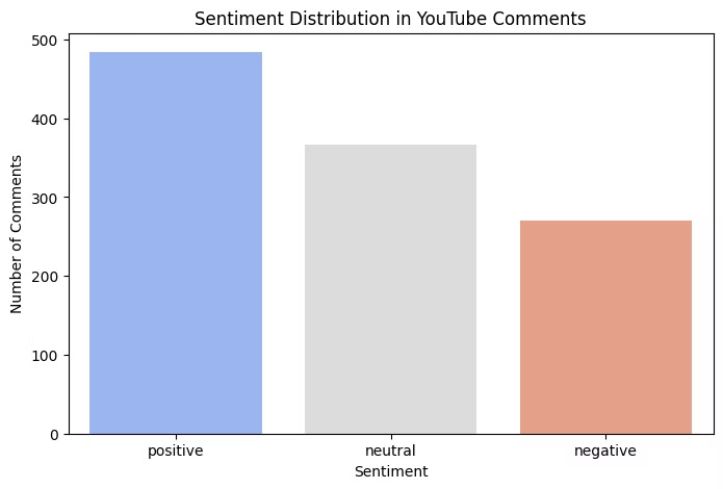 Sentiment Distribution in YouTube Comments
500
400
300
200
100
0
Number of Comments
positive neutral negative
Sentiment